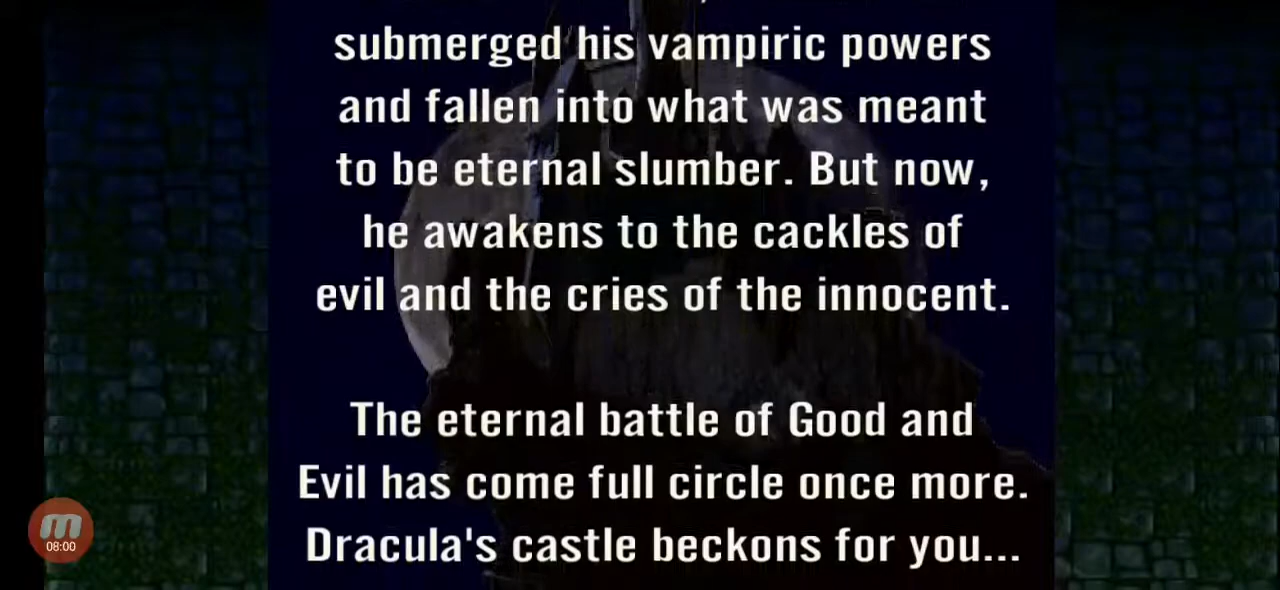 submerged his vampiric powers
and fallen into what was meant
to be eternal slumber. But now,
he awakens to the cackles of
evil and the cries of the innocent.
The eternal battle of Good and
Evil has come full circle once more.
Dracula's castle beckons for you...
08:00